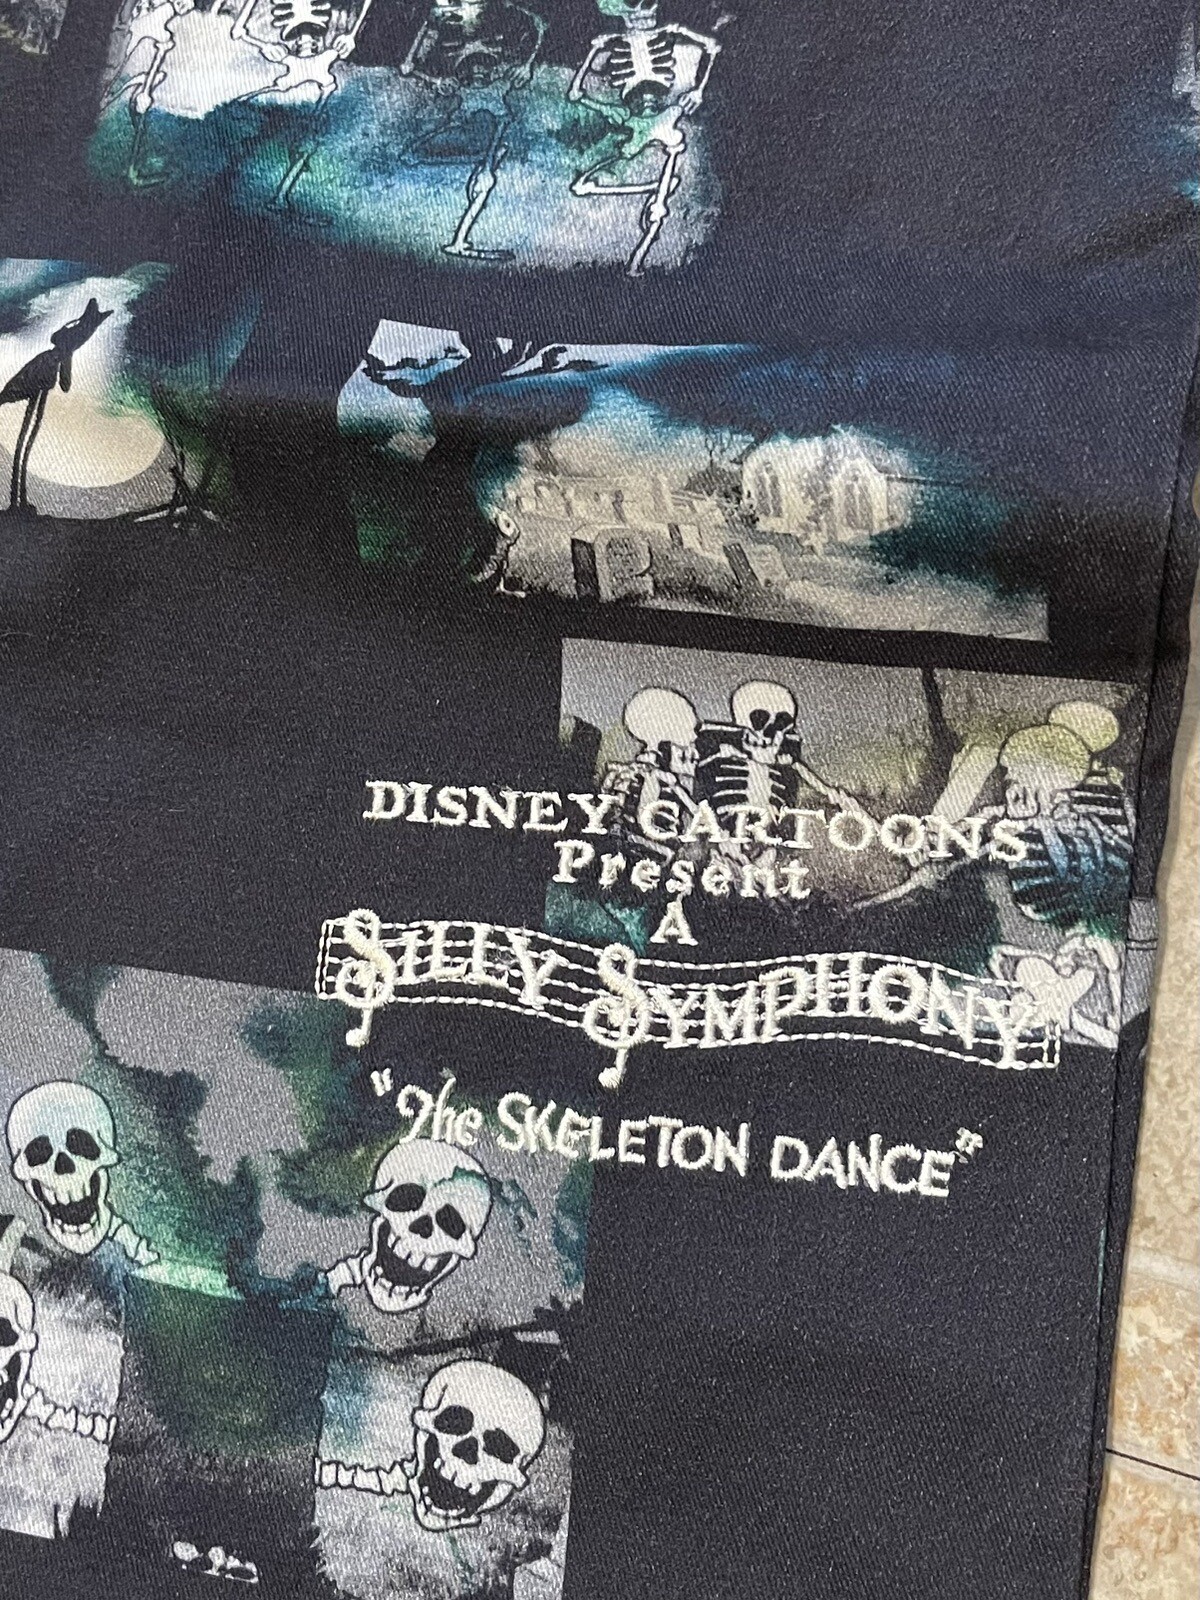 DISNEY CARTOONS
Present
A
SILLY SYMPHONY
"The SKELETON DANCE"